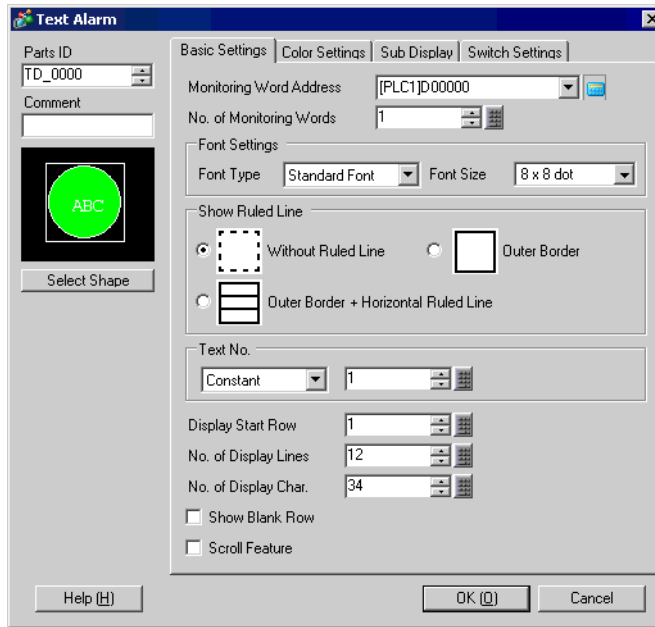 Text Alarm
Parts ID
TD_0000
Comment
ABC
Select Shape
Basic Settings Color Settings Sub Display Switch Settings
Monitoring Word Address [PLC1]D00000
No. of Monitoring Words 1
Font Settings
Font Type Standard Font Font Size 8 x 8 dot
Show Ruled Line
Without Ruled Line Outer Border
Outer Border + Horizontal Ruled Line
Text No.
Constant 1
Display Start Row 1
No. of Display Lines 12
No. of Display Char. 34
Show Blank Row
Scroll Feature
Help (H) OK (O) Cancel